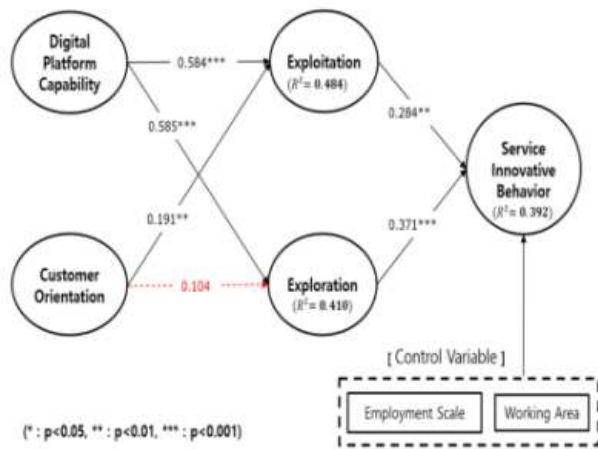 Digital
Platform
Capability
0.584***
Exploitation
(R²= 0.484)
0.284**
0.585***
Service
Innovative
Behavior
(R²= 0.392)
0.191**
0.371***
Customer
Orientation
0.104
Exploration
(R²= 0.410)
[ Control Variable ]
Employment Scale
Working Area
(* : p<0.05, ** : p<0.01, *** : p<0.001)